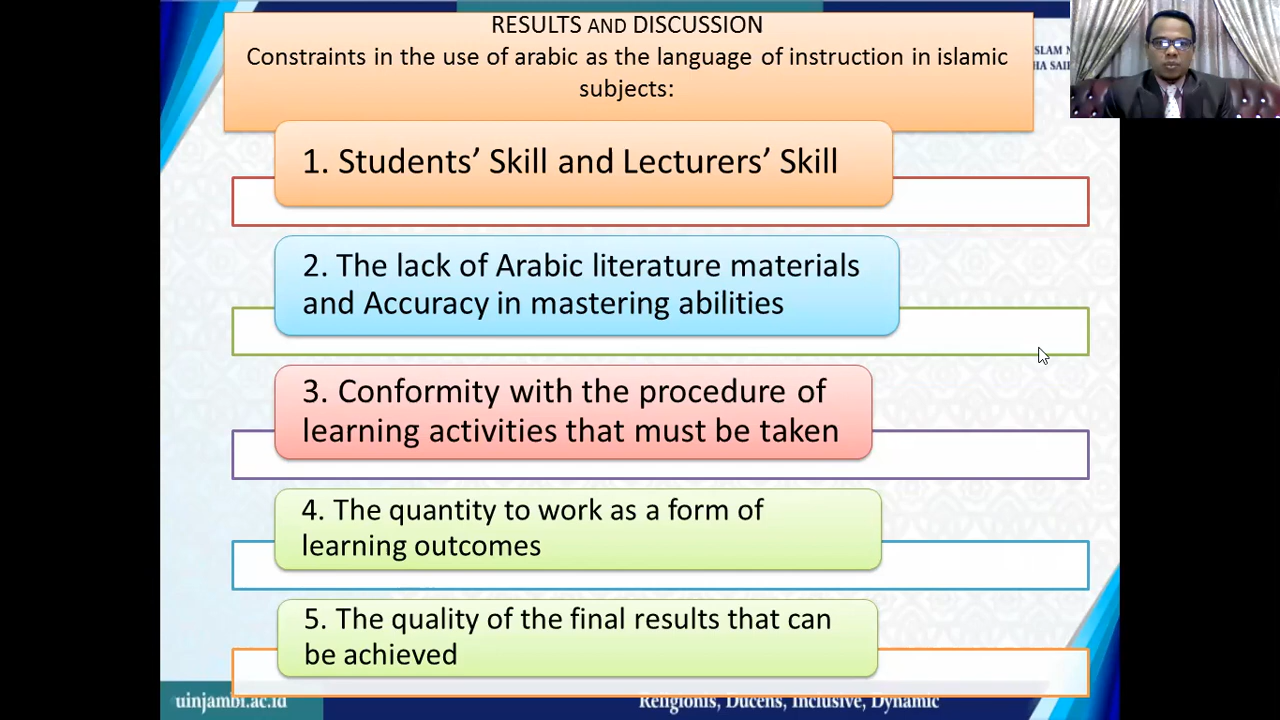 RESULTS AND DISCUSSION
Constraints in the use of arabic as the language of instruction in islamic
subjects:
1. Students’ Skill and Lecturers’ Skill
2. The lack of Arabic literature materials
and Accuracy in mastering abilities
3. Conformity with the procedure of
learning activities that must be taken
4. The quantity to work as a form of
learning outcomes
5. The quality of the final results that can
be achieved
uinjambi.ac.id
Religionis, Ducens, Inclusive, Dynamic